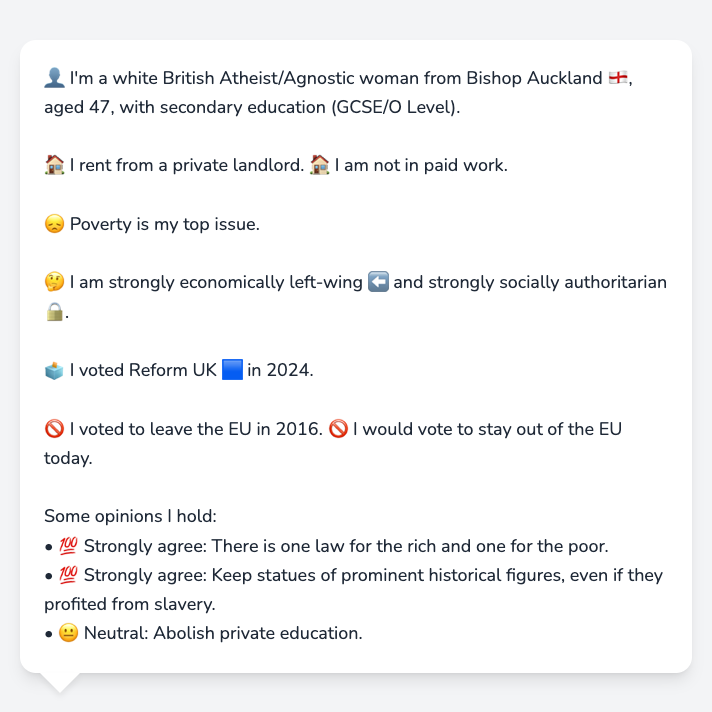 👤 I'm a white British Atheist/Agnostic woman from Bishop Auckland 🏴󠁧󠁢󠁥󠁮󠁧󠁿,
aged 47, with secondary education (GCSE/O Level).
🏠 I rent from a private landlord. 🏠 I am not in paid work.
😞 Poverty is my top issue.
🤔 I am strongly economically left-wing ⬅️ and strongly socially authoritarian
🔒.
🗳️ I voted Reform UK 🟦 in 2024.
🚫 I voted to leave the EU in 2016. 🚫 I would vote to stay out of the EU
today.
Some opinions I hold:
• 💯 Strongly agree: There is one law for the rich and one for the poor.
• 💯 Strongly agree: Keep statues of prominent historical figures, even if they
profited from slavery.
• 😐 Neutral: Abolish private education.